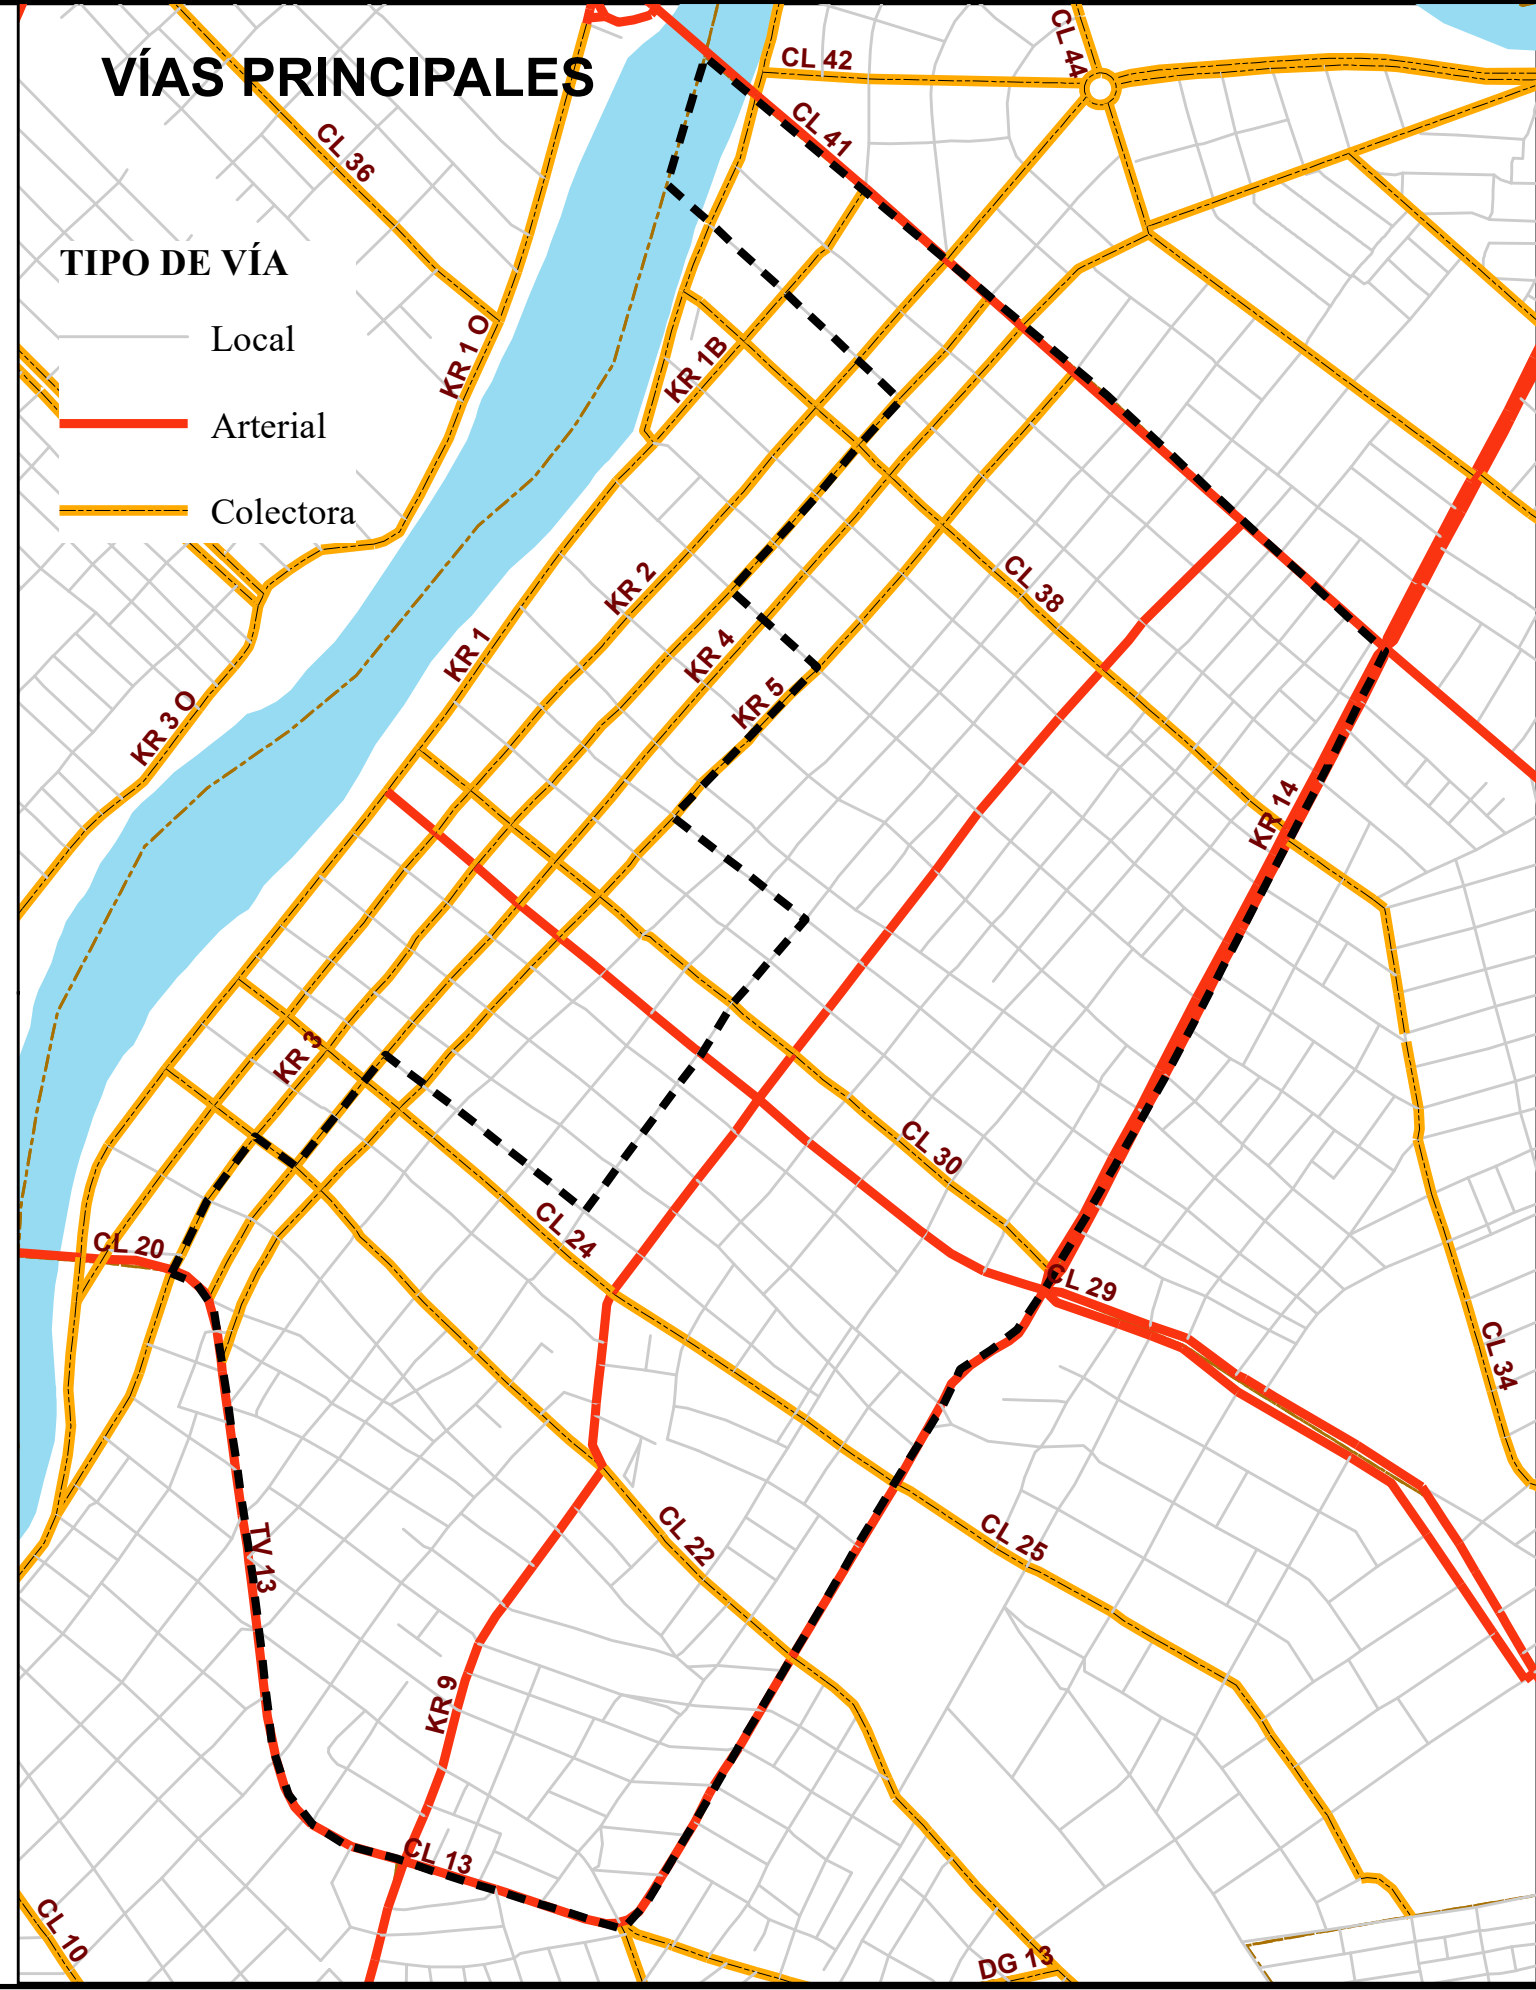 VÍAS PRINCIPALES
TIPO DE VÍA
Local
Arterial
Colectora
CL 36
CL 42
CL 44
CL 41
KR 1 O
KR 1B
KR 2
CL 38
KR 1
KR 4
KR 5
KR 3 O
KR 14
KR 3
CL 30
CL 24
CL 20
CL 29
CL 34
CL 22
CL 25
TV 13
KR 9
CL 13
CL 10
DG 13